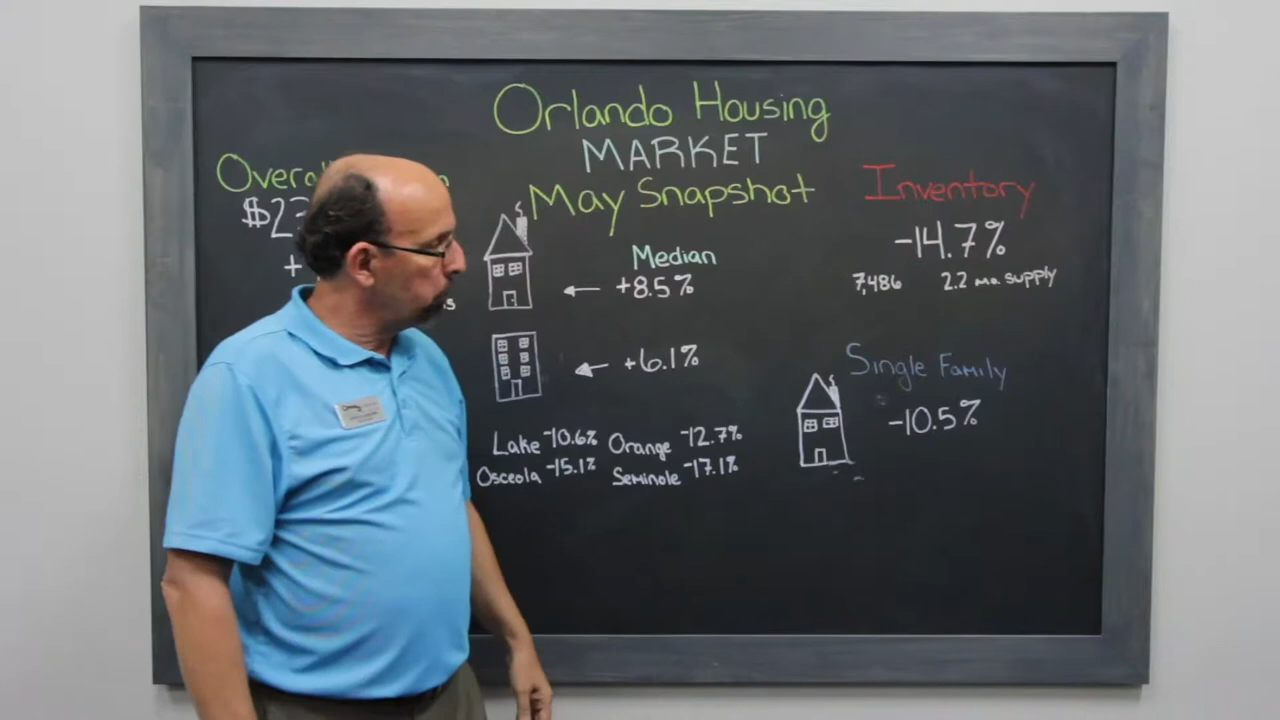 Orlando Housing
MARKET
May Snapshot
Median
+8.5%
+6.1%
Lake -10.6% Orange -12.7%
Osceola -15.1% Seminole -17.1%
Inventory
-14.7%
7,486 2.2 mo. supply
Single Family
-10.5%